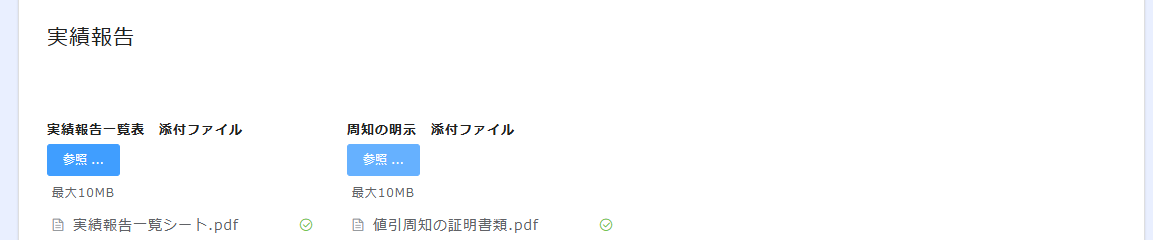 実績報告
実績報告一覧表　添付ファイル
参照 ...
最大10MB
実績報告一覧シート.pdf
周知の明示　添付ファイル
参照 ...
最大10MB
値引周知の証明書類.pdf